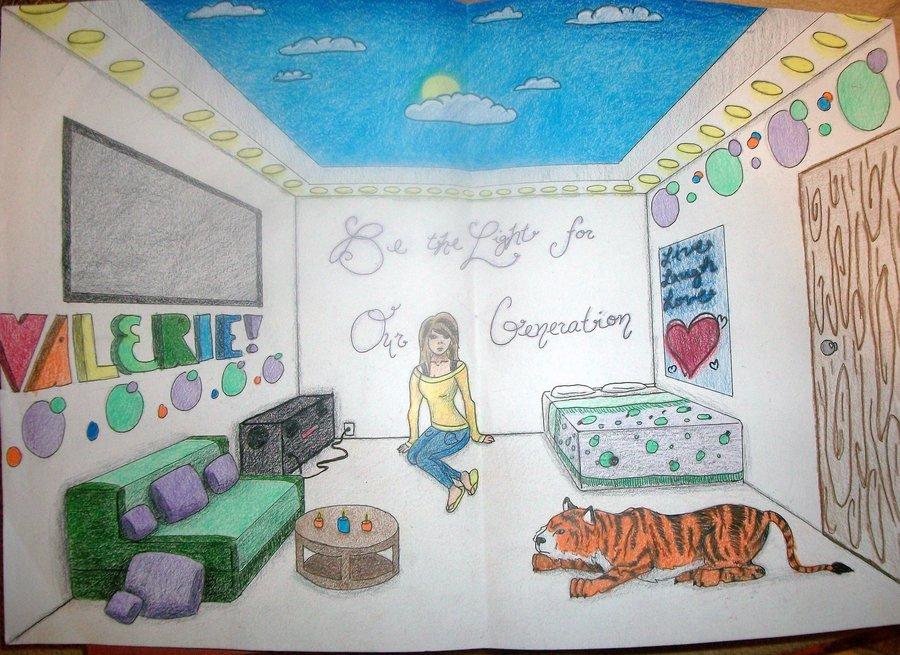 Be the Light for
Our Generation
VALERIE!
Live
Laugh
Love